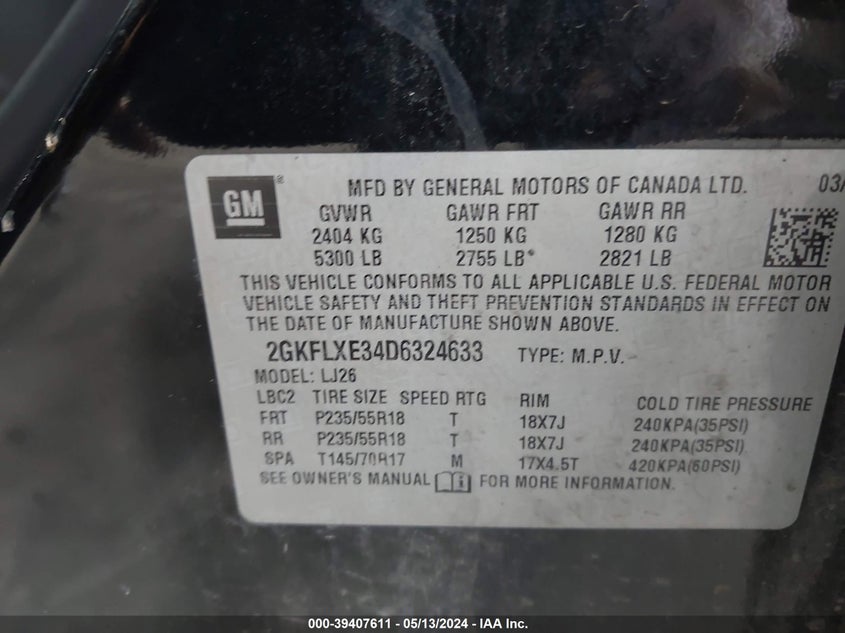 GM ®
MFD BY GENERAL MOTORS OF CANADA LTD. 03/
GVWR GAWR FRT GAWR RR
2404 KG 1250 KG 1280 KG
5300 LB 2755 LB* 2821 LB
THIS VEHICLE CONFORMS TO ALL APPLICABLE U.S. FEDERAL MOTOR
VEHICLE SAFETY AND THEFT PREVENTION STANDARDS IN EFFECT ON
THE DATE OF MANUFACTURE SHOWN ABOVE.
2GKFLXE34D6324633 TYPE: M.P.V.
MODEL: LJ26
LBC2 TIRE SIZE SPEED RTG RIM COLD TIRE PRESSURE
FRT P235/55R18 T 18X7J 240KPA(35PSI)
RR P235/55R18 T 18X7J 240KPA(35PSI)
SPA T145/70R17 M 17X4.5T 420KPA(60PSI)
SEE OWNER'S MANUAL i FOR MORE INFORMATION.
000-39407611 - 05/13/2024 - IAA Inc.